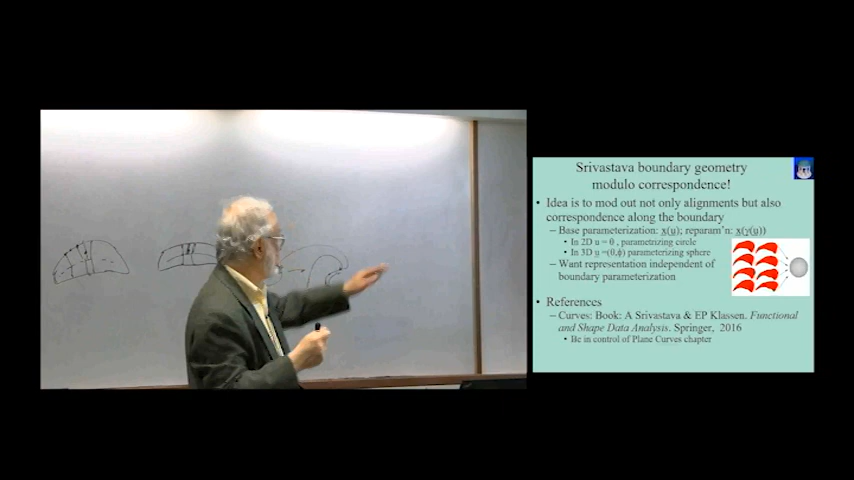 Srivastava boundary geometry
modulo correspondence!
• Idea is to mod out not only alignments but also
correspondence along the boundary
– Base parameterization: x(u); reparam'n: x(γ(u))
• In 2D u = θ , parametrizing circle
• In 3D u =(θ,ϕ) parameterizing sphere
– Want representation independent of
boundary parameterization
• References
– Curves: Book: A Srivastava & EP Klassen. Functional
and Shape Data Analysis. Springer, 2016
• Be in control of Plane Curves chapter